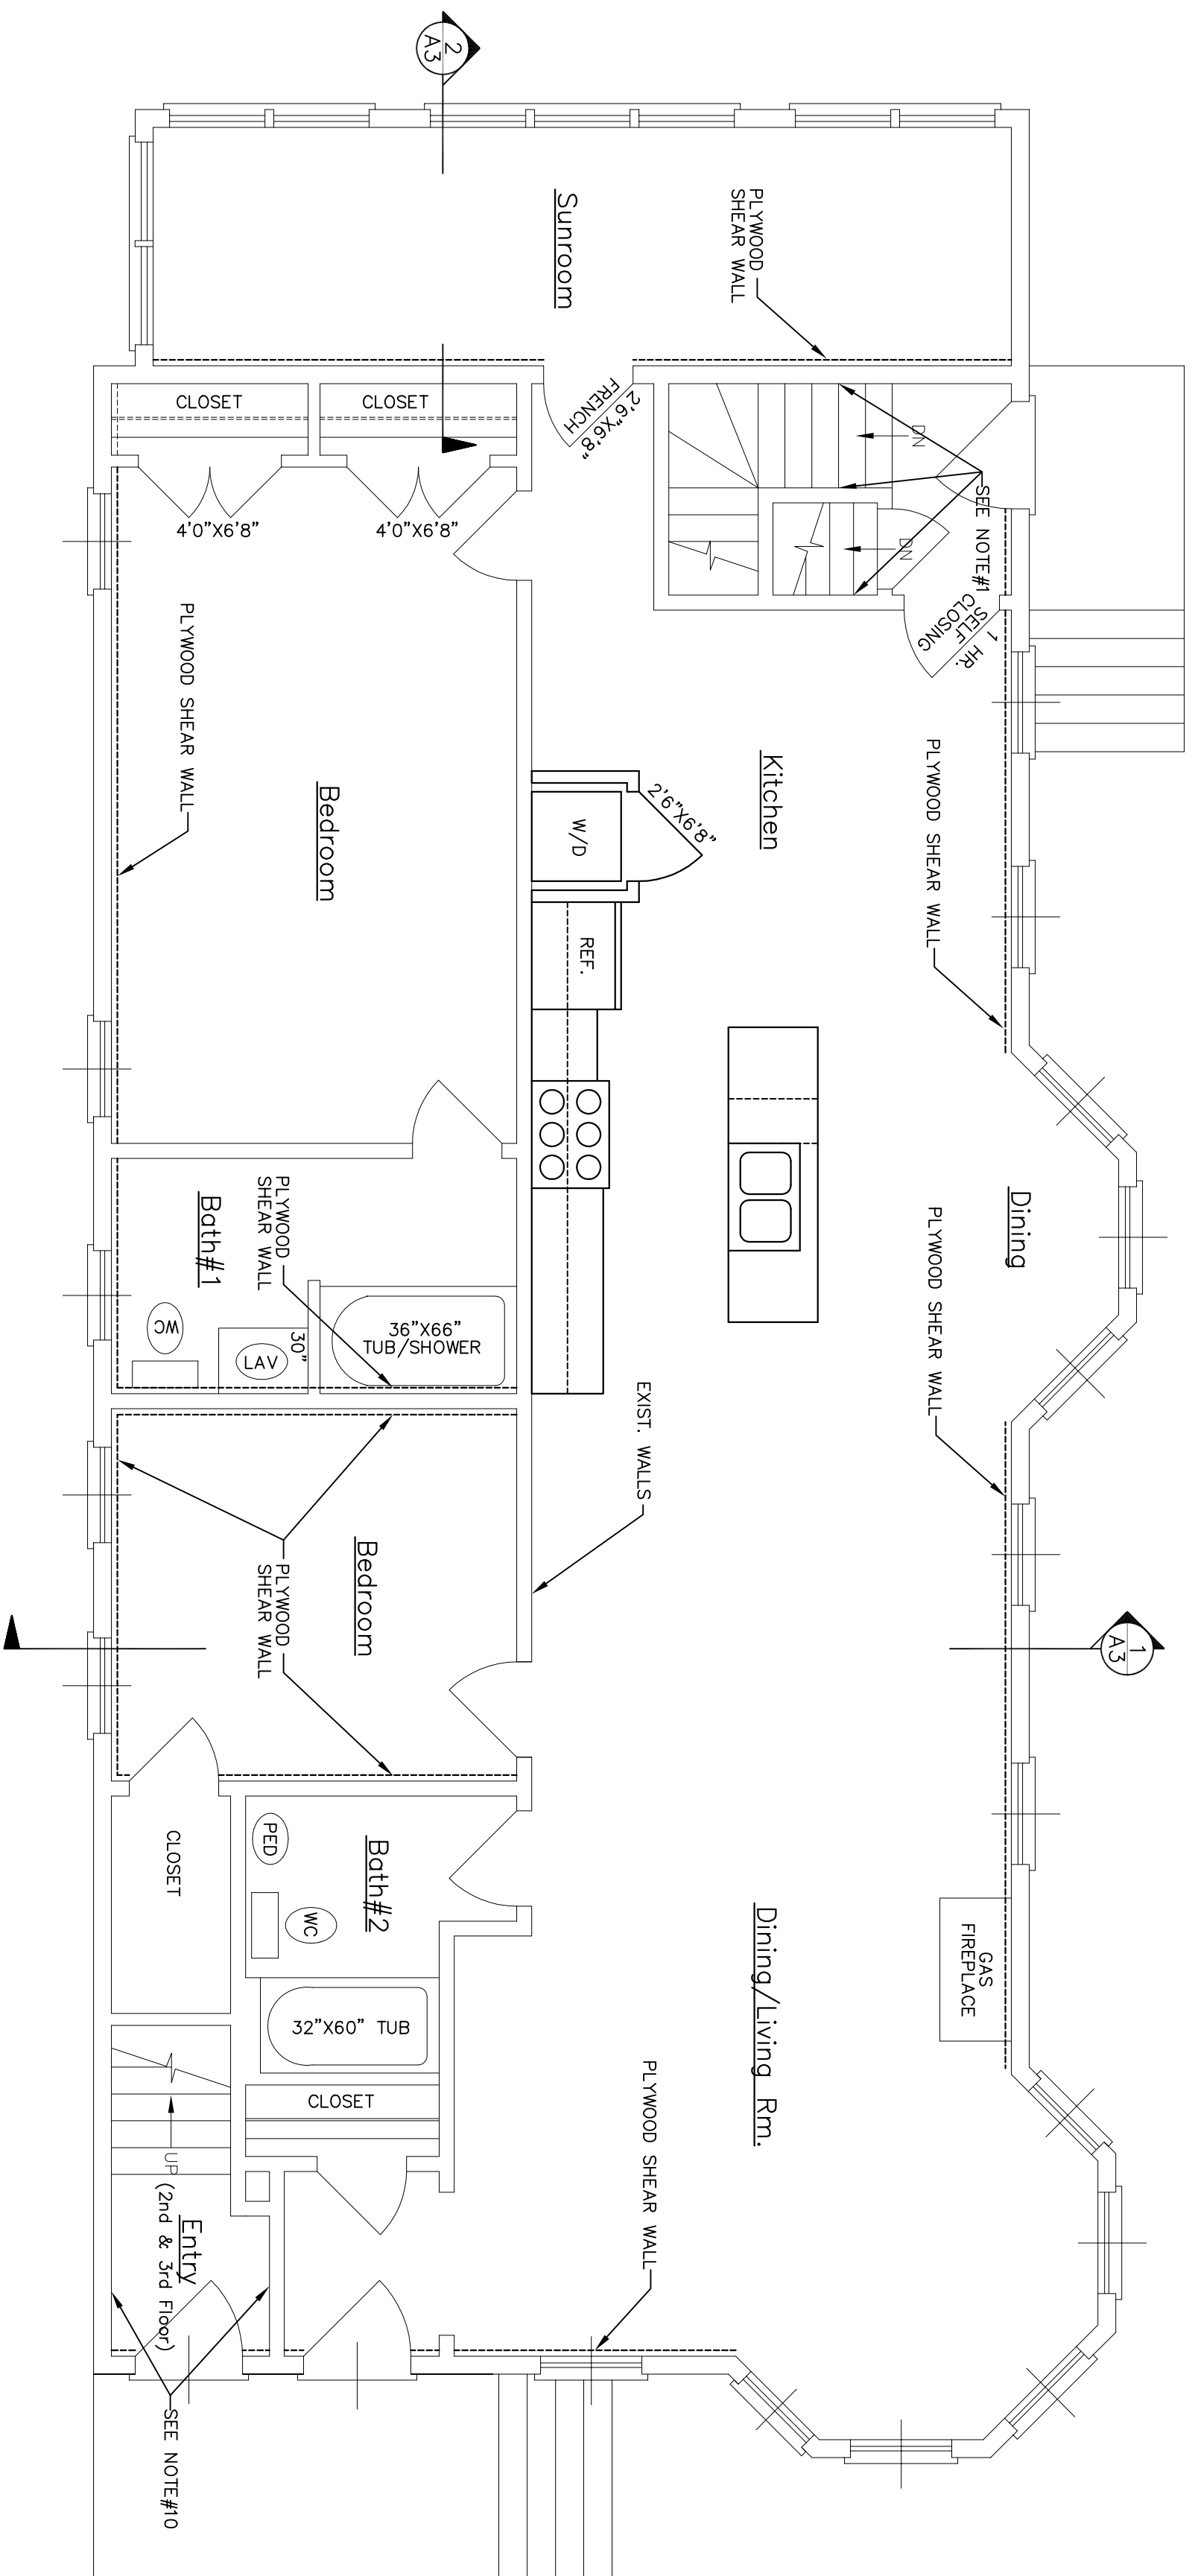 2
A3
Sunroom
PLYWOOD
SHEAR WALL
CLOSET
CLOSET
2'6"X6'8"
FRENCH
DN
DN
SEE NOTE#1
1 HR.
SELF
CLOSING
4'0"X6'8"
4'0"X6'8"
PLYWOOD SHEAR WALL
Bedroom
W/D
2'6"X6'8"
Kitchen
PLYWOOD SHEAR WALL
REF.
Dining
PLYWOOD SHEAR WALL
Bath#1
PLYWOOD
SHEAR WALL
WC
LAV
30"
36"X66"
TUB/SHOWER
EXIST. WALLS
Bedroom
PLYWOOD
SHEAR WALL
1
A3
CLOSET
PED
Bath#2
WC
32"X60" TUB
CLOSET
Dining/Living Rm.
GAS
FIREPLACE
PLYWOOD SHEAR WALL
UP
Entry
(2nd & 3rd Floor)
SEE NOTE#10